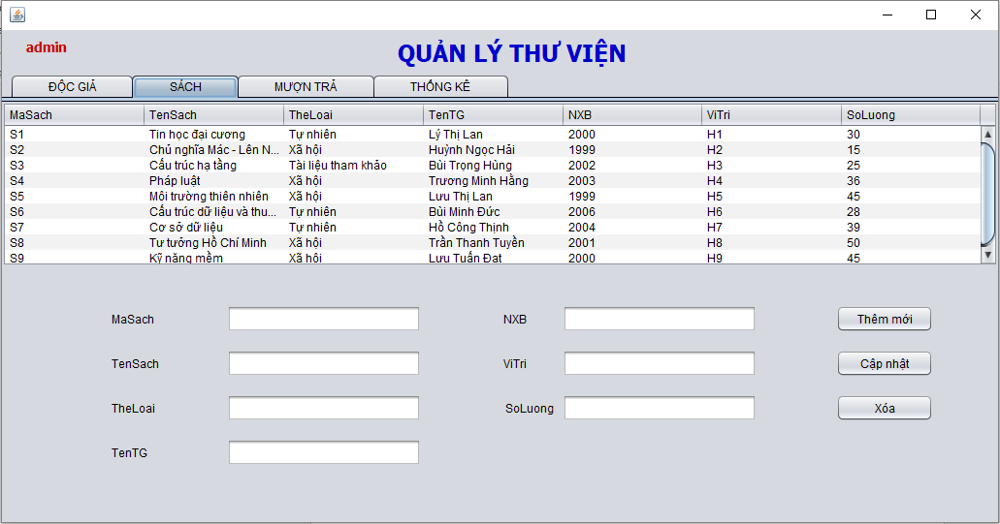 admin
QUẢN LÝ THƯ VIỆN
ĐỘC GIẢ SÁCH MƯỢN TRẢ THỐNG KÊ
MaSach TenSach TheLoai TenTG NXB ViTri SoLuong
S1 Tin học đại cương Tự nhiên Lý Thị Lan 2000 H1 30
S2 Chủ nghĩa Mác - Lên N... Xã hội Huỳnh Ngọc Hải 1999 H2 15
S3 Cấu trúc hạ tầng Tài liệu tham khảo Bùi Trọng Hùng 2002 H3 25
S4 Pháp luật Xã hội Trương Minh Hằng 2003 H4 36
S5 Môi trường thiên nhiên Xã hội Lưu Thị Lan 1999 H5 45
S6 Cấu trúc dữ liệu và thu... Tự nhiên Bùi Minh Đức 2006 H6 28
S7 Cơ sở dữ liệu Tự nhiên Hồ Công Thịnh 2004 H7 39
S8 Tư tưởng Hồ Chí Minh Xã hội Trần Thanh Tuyền 2001 H8 50
S9 Kỹ năng mềm Xã hội Lưu Tuấn Đạt 2000 H9 45
MaSach NXB Thêm mới
TenSach ViTri Cập nhật
TheLoai SoLuong Xóa
TenTG